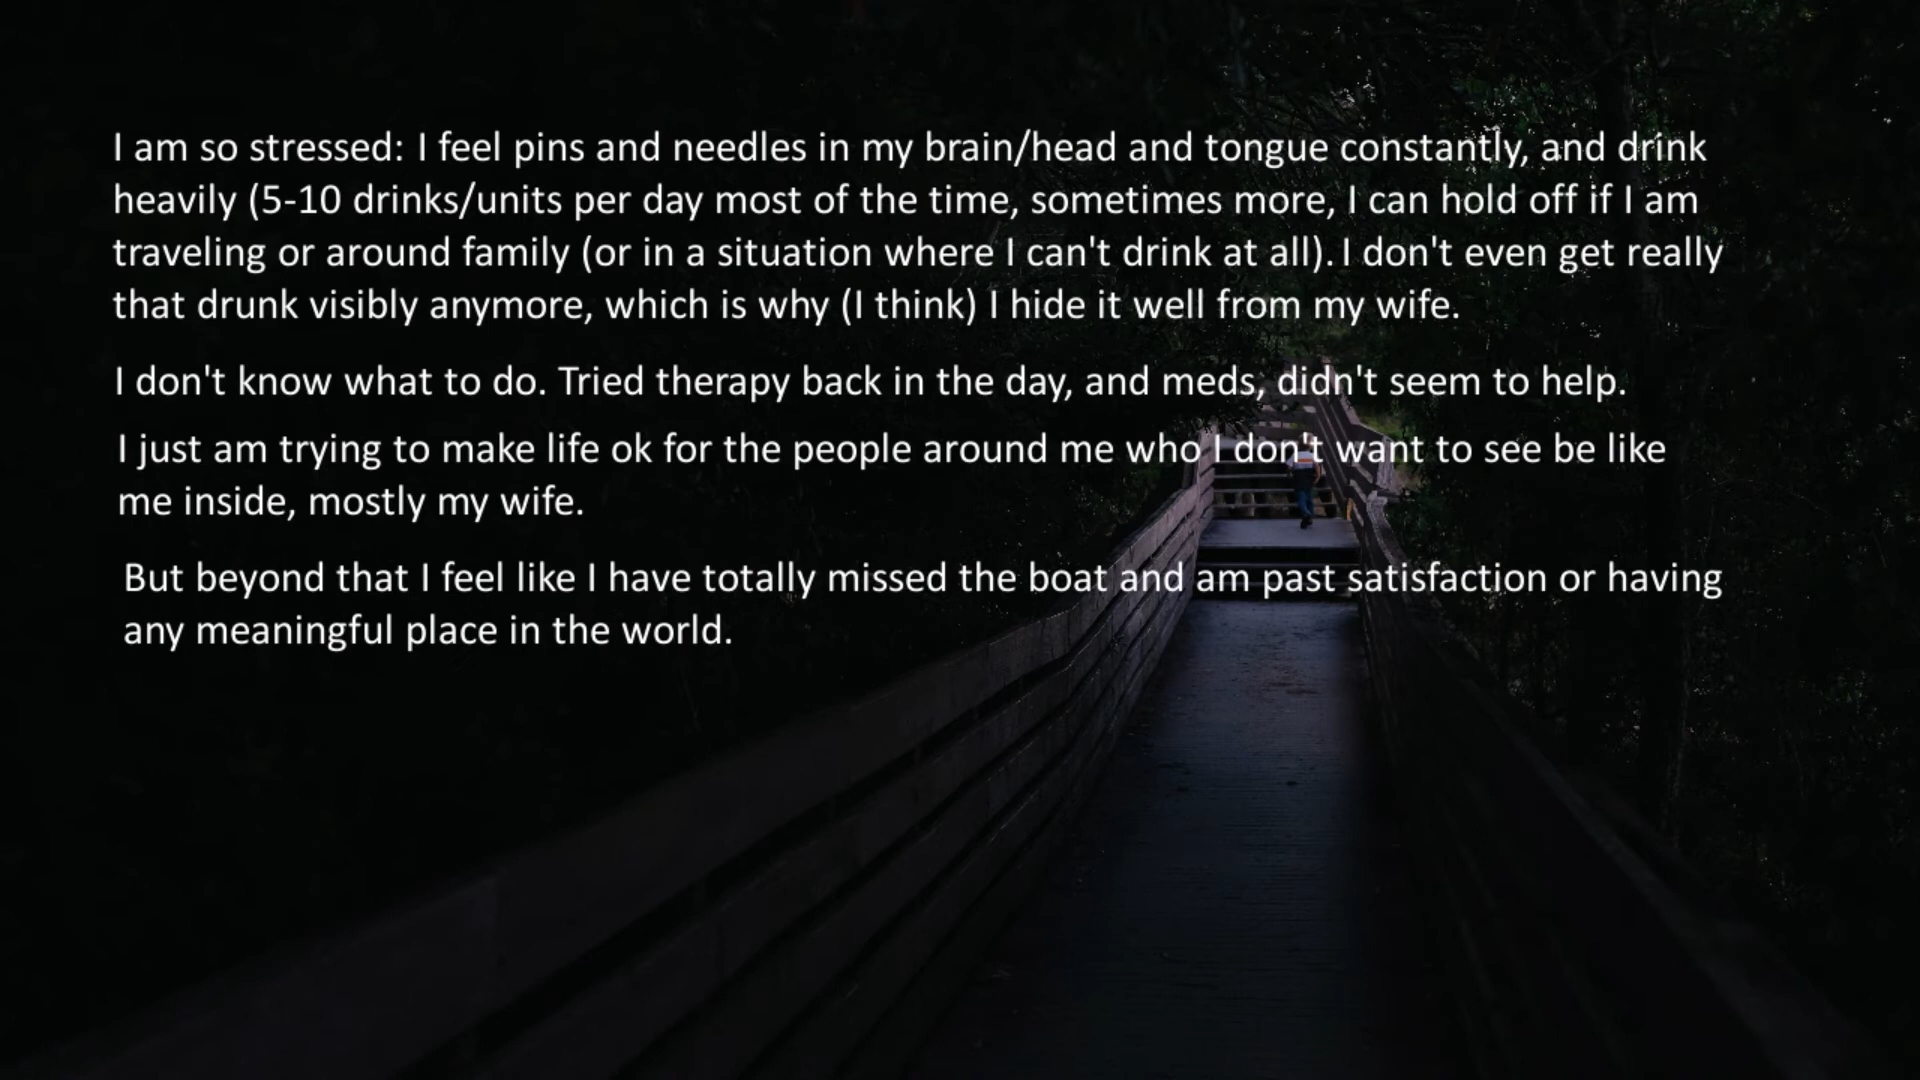 I am so stressed: I feel pins and needles in my brain/head and tongue constantly, and drink
heavily (5-10 drinks/units per day most of the time, sometimes more, I can hold off if I am
traveling or around family (or in a situation where I can't drink at all). I don't even get really
that drunk visibly anymore, which is why (I think) I hide it well from my wife.
I don't know what to do. Tried therapy back in the day, and meds, didn't seem to help.
I just am trying to make life ok for the people around me who I don't want to see be like
me inside, mostly my wife.
But beyond that I feel like I have totally missed the boat and am past satisfaction or having
any meaningful place in the world.